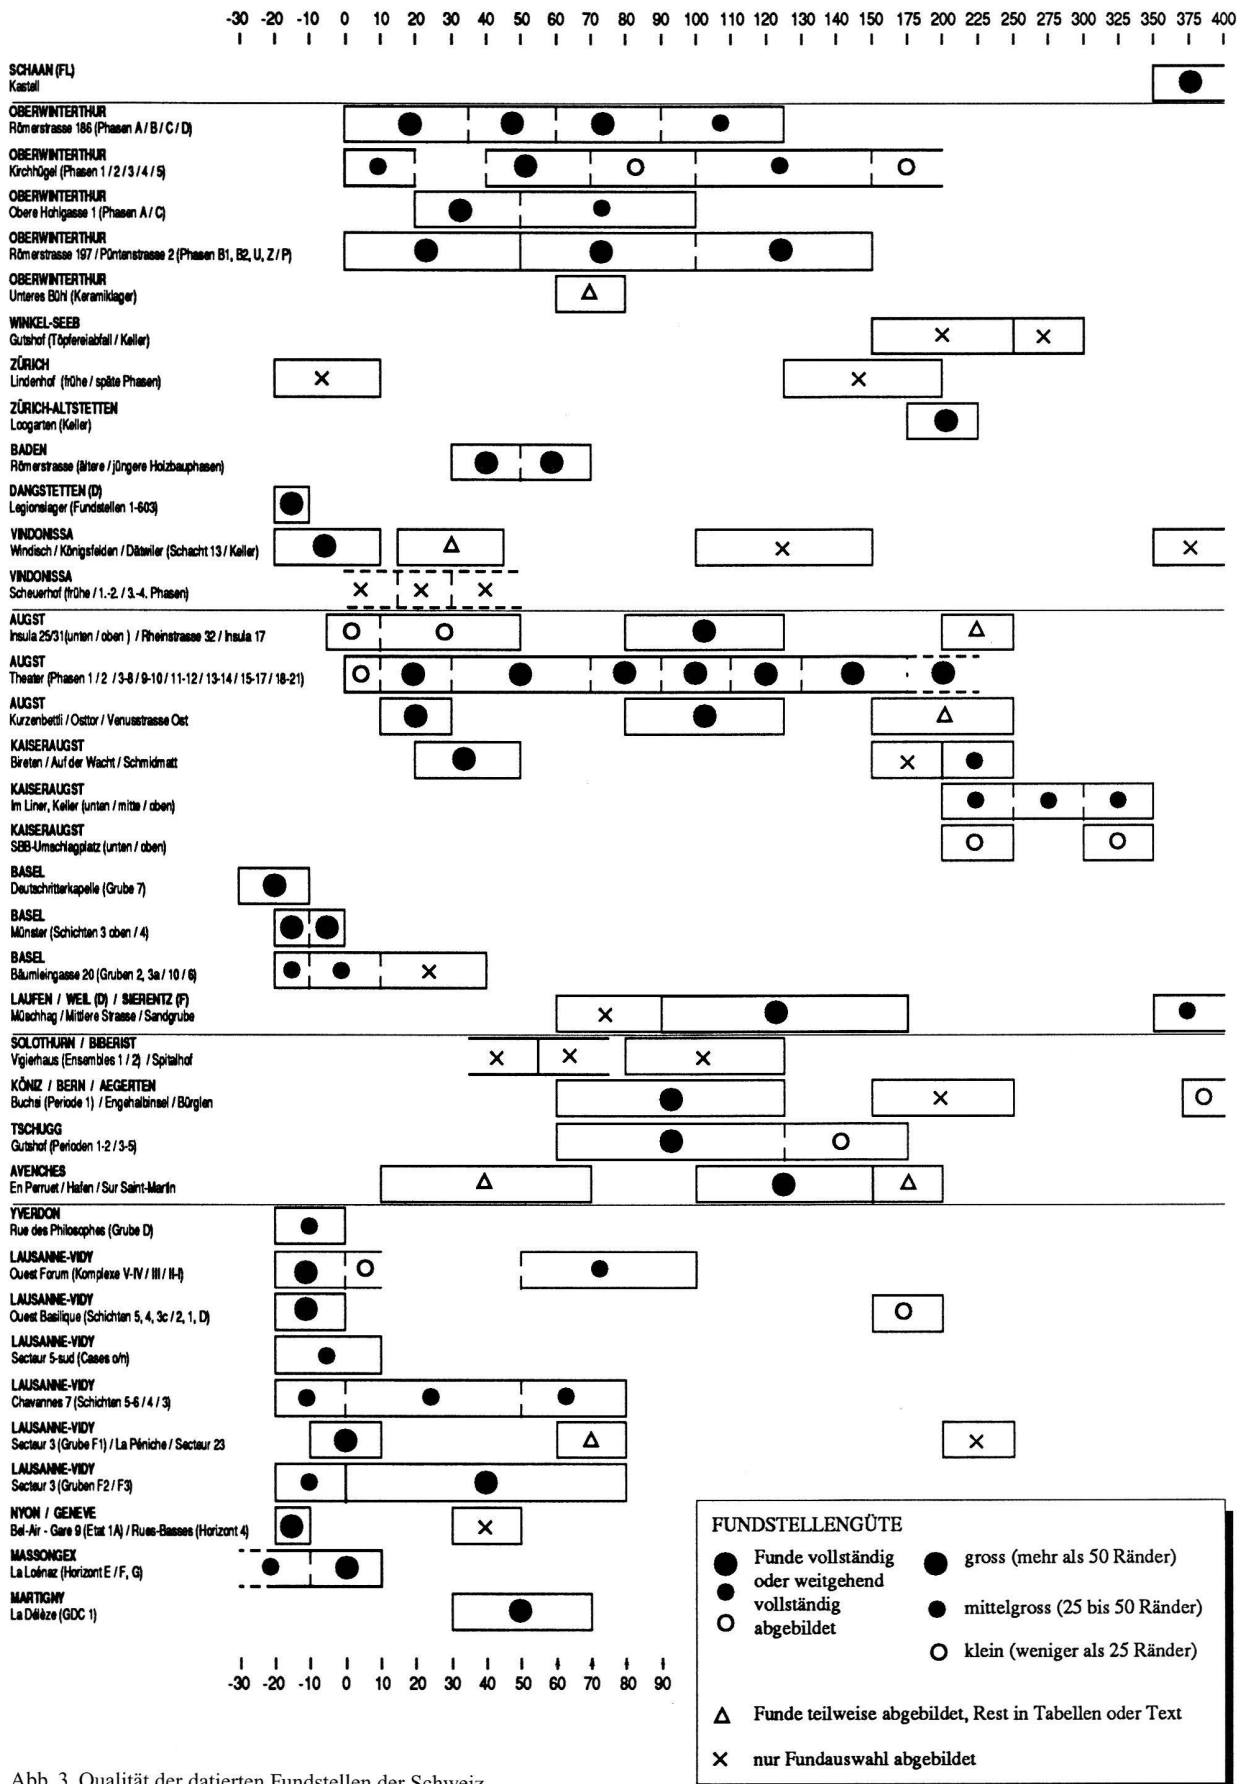 -30 -20 -10 0 10 20 30 40 50 60 70 80 90 100 125 150 175 200 250 300 350 375 400
SCHAAN (FL)
Kastell
OBERWINTERTHUR
Römerstrasse 186 (Phasen A / B / C / D)
OBERWINTERTHUR
Kirchhügel (Phasen 1 / 2 / 3 / 4 / 5)
OBERWINTERTHUR
Obere Hohlgasse 1 (Phasen A / C)
OBERWINTERTHUR
Römerstrasse 197 / Püntenstrasse 2 (Phasen B1, B2, U, Z / P)
OBERWINTERTHUR
Unteres Bühl (Keramiklager)
WINKEL-SEEB
Gutshof (Töpfereiabfall / Keller)
ZÜRICH
Lindenhof (frühe / späte Phasen)
ZÜRICH-ALTSTETTEN
Loogarten (Keller)
BADEN
Römerstrasse (ältere / jüngere Holzbauphasen)
DANGSTETTEN (D)
Legionslager (Fundstellen 1-603)
VINDONISSA
Windisch / Königsfelden / Dätwiler (Schacht 13 / Keller)
VINDONISSA
Scheuerhof (frühe / 1.-2. / 3.-4. Phasen)
AUGST
Insula 25/31(unten / oben ) / Rheinstrasse 32 / Insula 17
AUGST
Theater (Phasen 1 / 2 / 3-8 / 9-10 / 11-12 / 13-14 / 15-17 / 18-21)
AUGST
Kurzenbettli / Osttor / Venusstrasse Ost
KAISERAUGST
Bireten / Auf der Wacht / Schmidmatt
KAISERAUGST
Im Liner, Keller (unten / mitte / oben)
KAISERAUGST
SBB-Umschlagplatz (unten / oben)
BASEL
Deutschritterkapelle (Grube 7)
BASEL
Münster (Schichten 3 oben / 4)
BASEL
Bäumleingasse 20 (Gruben 2, 3a / 10 / 6)
LAUFEN / WEIL (D) / SIERENTZ (F)
Müschhag / Mittlere Strasse / Sandgrube
SOLOTHURN / BIBERIST
Vigierhaus (Ensembles 1 / 2) / Spitalhof
KÖNIZ / BERN / AEGERTEN
Buchsi (Periode 1) / Engehalbinsel / Bürglen
TSCHUGG
Gutshof (Perioden 1-2 / 3-5)
AVENCHES
En Perruet / Hafen / Sur Saint-Martin
YVERDON
Rue des Philosophes (Grube D)
LAUSANNE-VIDY
Ouest Forum (Komplexe V-IV / III / II-I)
LAUSANNE-VIDY
Ouest Basilique (Schichten 5, 4, 3c / 2, 1, D)
LAUSANNE-VIDY
Secteur 5-sud (Cases o/n)
LAUSANNE-VIDY
Chavannes 7 (Schichten 5-6 / 4 / 3)
LAUSANNE-VIDY
Secteur 3 (Grube F1) / La Péniche / Secteur 23
LAUSANNE-VIDY
Secteur 3 (Gruben F2 / F3)
NYON / GENEVE
Bel-Air - Gare 9 (Etat 1A) / Rues-Basses (Horizont 4)
MASSONGEX
La Loénaz (Horizont E / F, G)
MARTIGNY
La Délèze (GDC 1)
-30 -20 -10 0 10 20 30 40 50 60 70 80 90
FUNDSTELLENGÜTE
Funde vollständig
oder weitgehend
vollständig
abgebildet
gross (mehr als 50 Ränder)
mittelgross (25 bis 50 Ränder)
klein (weniger als 25 Ränder)
Funde teilweise abgebildet, Rest in Tabellen oder Text
nur Fundauswahl abgebildet
Abb. 3 Qualität der datierten Fundstellen der Schweiz